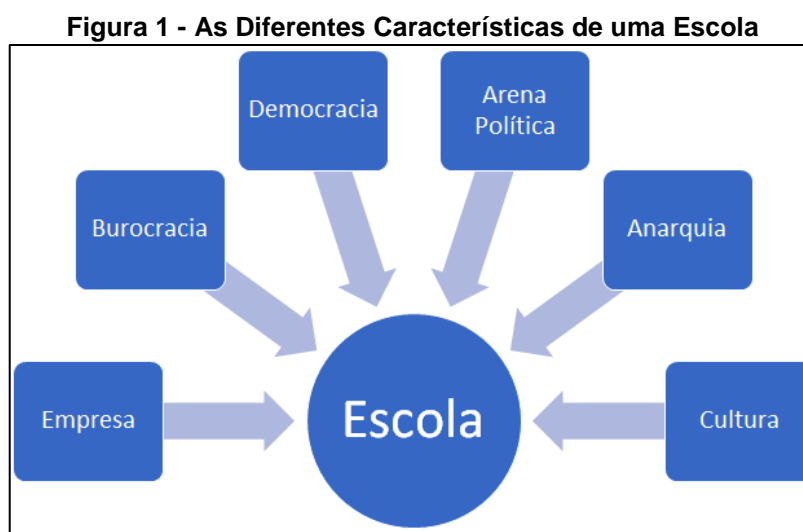 Figura 1 - As Diferentes Características de uma Escola
Democracia
Arena
Política
Burocracia
Anarquia
Empresa
Escola
Cultura